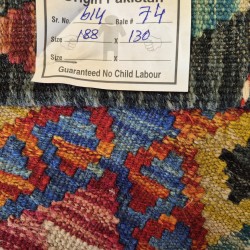 Origin Pakistan
Sr. No. 614 Bale # 74
Size 188 x 130
Size x
Guaranteed No Child Labour